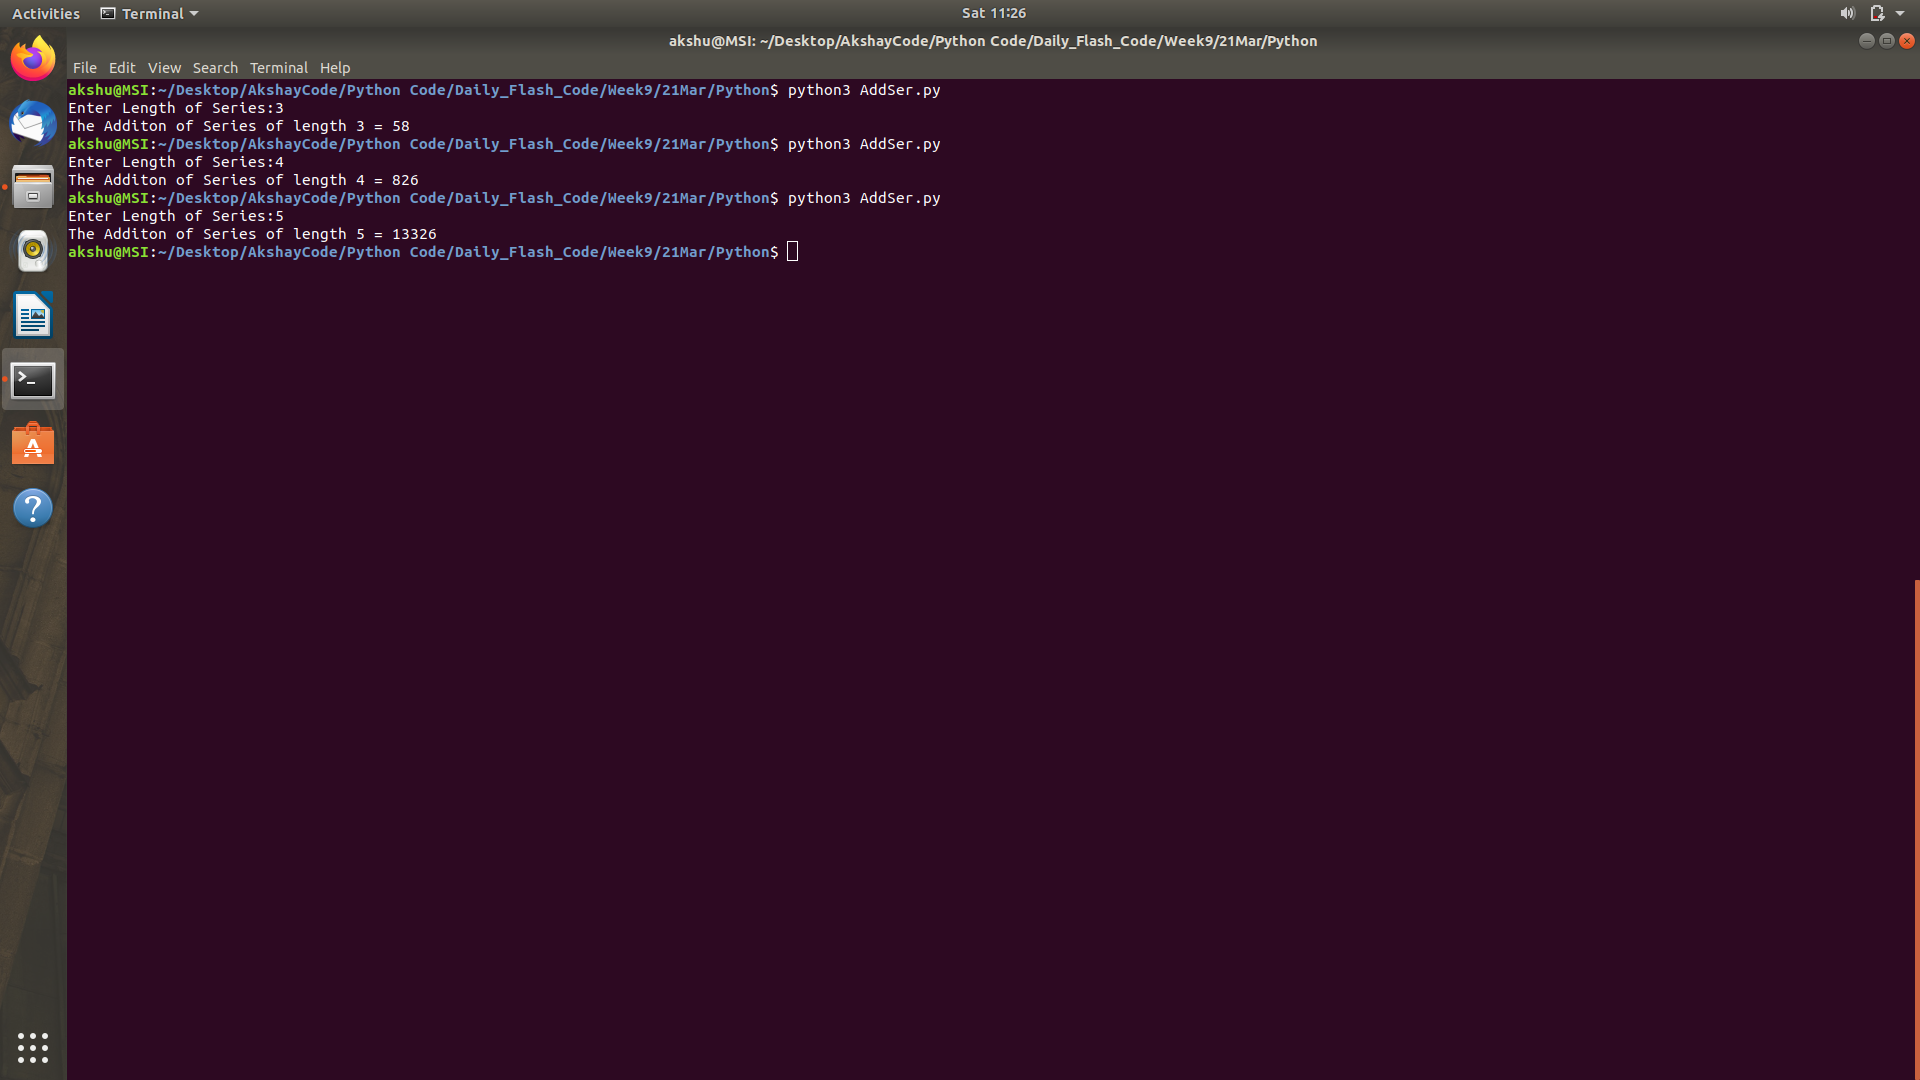 Activities
Terminal
Sat 11:26
akshu@MSI: ~/Desktop/AkshayCode/Python Code/Daily_Flash_Code/Week9/21Mar/Python
File Edit View Search Terminal Help
akshu@MSI:~/Desktop/AkshayCode/Python Code/Daily_Flash_Code/Week9/21Mar/Python$ python3 AddSer.py
Enter Length of Series:3
The Additon of Series of length 3 = 58
akshu@MSI:~/Desktop/AkshayCode/Python Code/Daily_Flash_Code/Week9/21Mar/Python$ python3 AddSer.py
Enter Length of Series:4
The Additon of Series of length 4 = 826
akshu@MSI:~/Desktop/AkshayCode/Python Code/Daily_Flash_Code/Week9/21Mar/Python$ python3 AddSer.py
Enter Length of Series:5
The Additon of Series of length 5 = 13326
akshu@MSI:~/Desktop/AkshayCode/Python Code/Daily_Flash_Code/Week9/21Mar/Python$